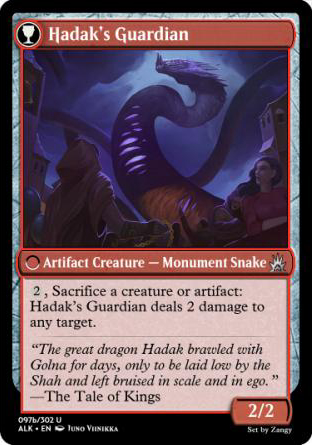 Hadak's Guardian
Artifact Creature — Monument Snake
2, Sacrifice a creature or artifact:
Hadak's Guardian deals 2 damage to
any target.
“The great dragon Hadak brawled with
Golna for days, only to be laid low by the
Shah and left bruised in scale and in ego.”
—The Tale of Kings
2/2
097b/302 U
ALK • EN Juno Viinikka
Set by Zangy